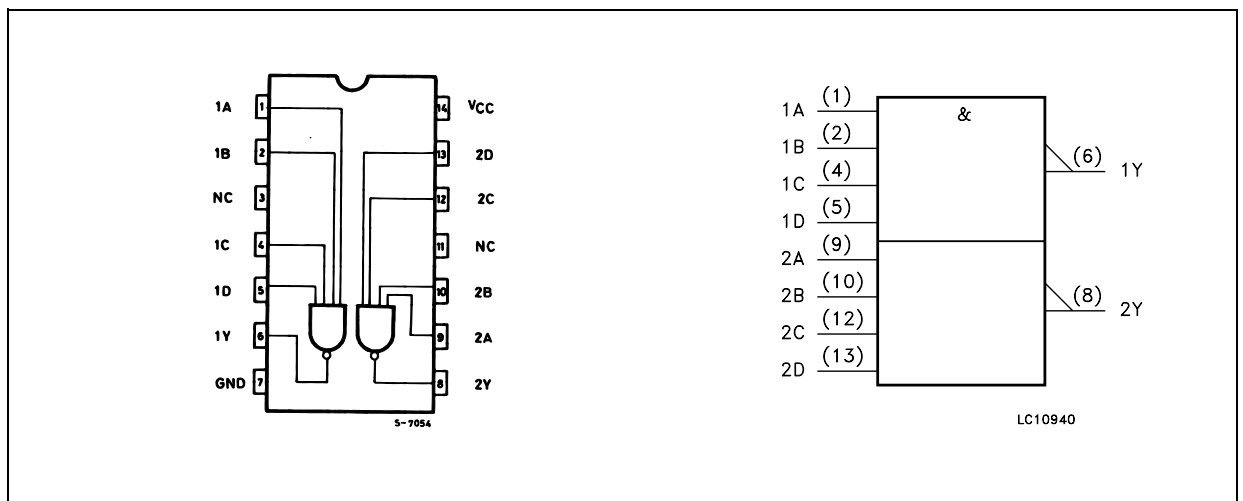 1A 1 14 VCC
1B 2 13 2D
NC 3 12 2C
1C 4 11 NC
1D 5 10 2B
1Y 6 9 2A
GND 7 8 2Y
S-7054
&
1A (1)
1B (2)
1C (4)
1D (5)
2A (9)
2B (10)
2C (12)
2D (13)
(6) 1Y
(8) 2Y
LC10940